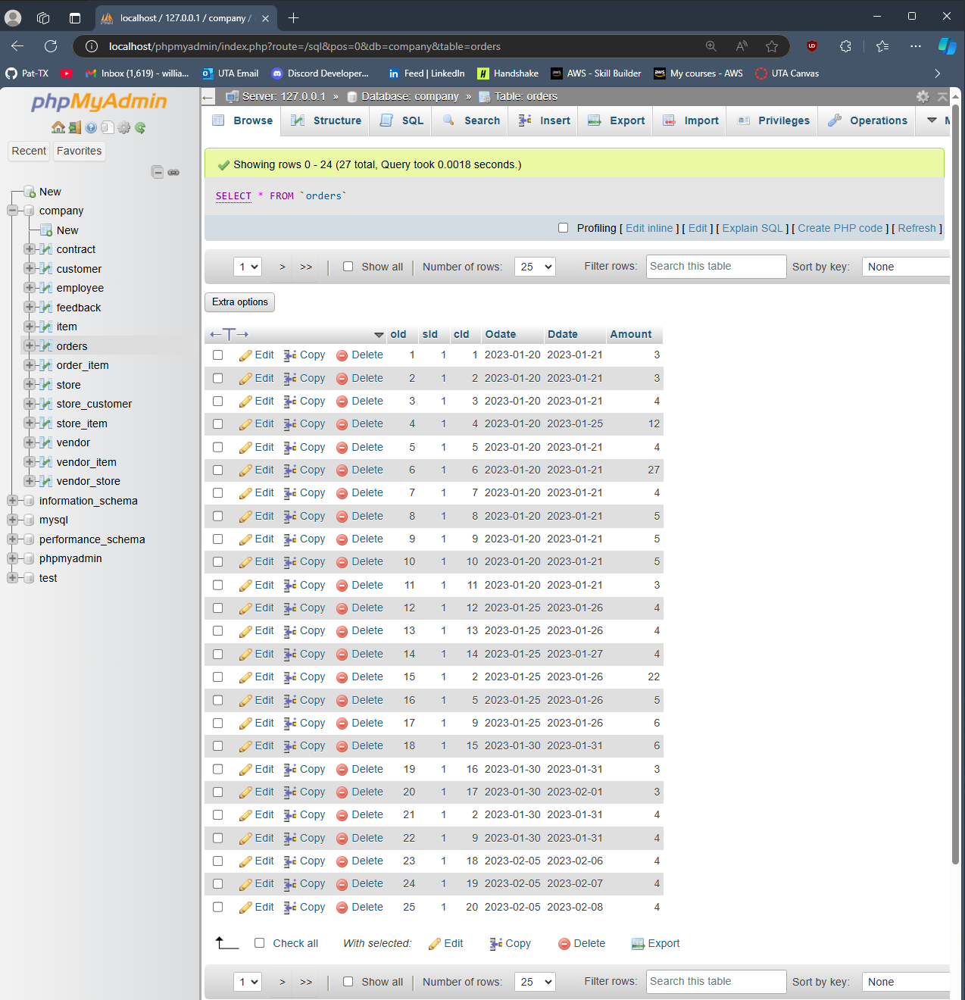 localhost / 127.0.0.1 / company /
localhost/phpmyadmin/index.php?route=/sql&pos=0&db=company&table=orders
Pat-TX
Inbox (1,619) - willia...
UTA Email
Discord Developer...
Feed | LinkedIn
Handshake
AWS - Skill Builder
My courses - AWS
UTA Canvas
phpMyAdmin
Recent Favorites
New
company
New
contract
customer
employee
feedback
item
orders
order_item
store
store_customer
store_item
vendor
vendor_item
vendor_store
information_schema
mysql
performance_schema
phpmyadmin
test
Server: 127.0.0.1 » Database: company » Table: orders
Browse Structure SQL Search Insert Export Import Privileges Operations
Showing rows 0 - 24 (27 total, Query took 0.0018 seconds.)
SELECT * FROM `orders`
Profiling [ Edit inline ] [ Edit ] [ Explain SQL ] [ Create PHP code ] [ Refresh ]
1 > >> Show all Number of rows: 25 Filter rows: Search this table Sort by key: None
Extra options
←T→ oId sId cId Odate Ddate Amount
Edit Copy Delete 1 1 1 2023-01-20 2023-01-21 3
Edit Copy Delete 2 1 2 2023-01-20 2023-01-21 3
Edit Copy Delete 3 1 3 2023-01-20 2023-01-21 4
Edit Copy Delete 4 1 4 2023-01-20 2023-01-25 12
Edit Copy Delete 5 1 5 2023-01-20 2023-01-21 4
Edit Copy Delete 6 1 6 2023-01-20 2023-01-21 27
Edit Copy Delete 7 1 7 2023-01-20 2023-01-21 4
Edit Copy Delete 8 1 8 2023-01-20 2023-01-21 5
Edit Copy Delete 9 1 9 2023-01-20 2023-01-21 5
Edit Copy Delete 10 1 10 2023-01-20 2023-01-21 5
Edit Copy Delete 11 1 11 2023-01-20 2023-01-21 3
Edit Copy Delete 12 1 12 2023-01-25 2023-01-26 4
Edit Copy Delete 13 1 13 2023-01-25 2023-01-26 4
Edit Copy Delete 14 1 14 2023-01-25 2023-01-27 4
Edit Copy Delete 15 1 2 2023-01-25 2023-01-26 22
Edit Copy Delete 16 1 5 2023-01-25 2023-01-26 5
Edit Copy Delete 17 1 9 2023-01-25 2023-01-26 6
Edit Copy Delete 18 1 15 2023-01-30 2023-01-31 6
Edit Copy Delete 19 1 16 2023-01-30 2023-01-31 3
Edit Copy Delete 20 1 17 2023-01-30 2023-02-01 3
Edit Copy Delete 21 1 2 2023-01-30 2023-01-31 4
Edit Copy Delete 22 1 9 2023-01-30 2023-01-31 4
Edit Copy Delete 23 1 18 2023-02-05 2023-02-06 4
Edit Copy Delete 24 1 19 2023-02-05 2023-02-07 4
Edit Copy Delete 25 1 20 2023-02-05 2023-02-08 4
Check all With selected: Edit Copy Delete Export
1 > >> Show all Number of rows: 25 Filter rows: Search this table Sort by key: None